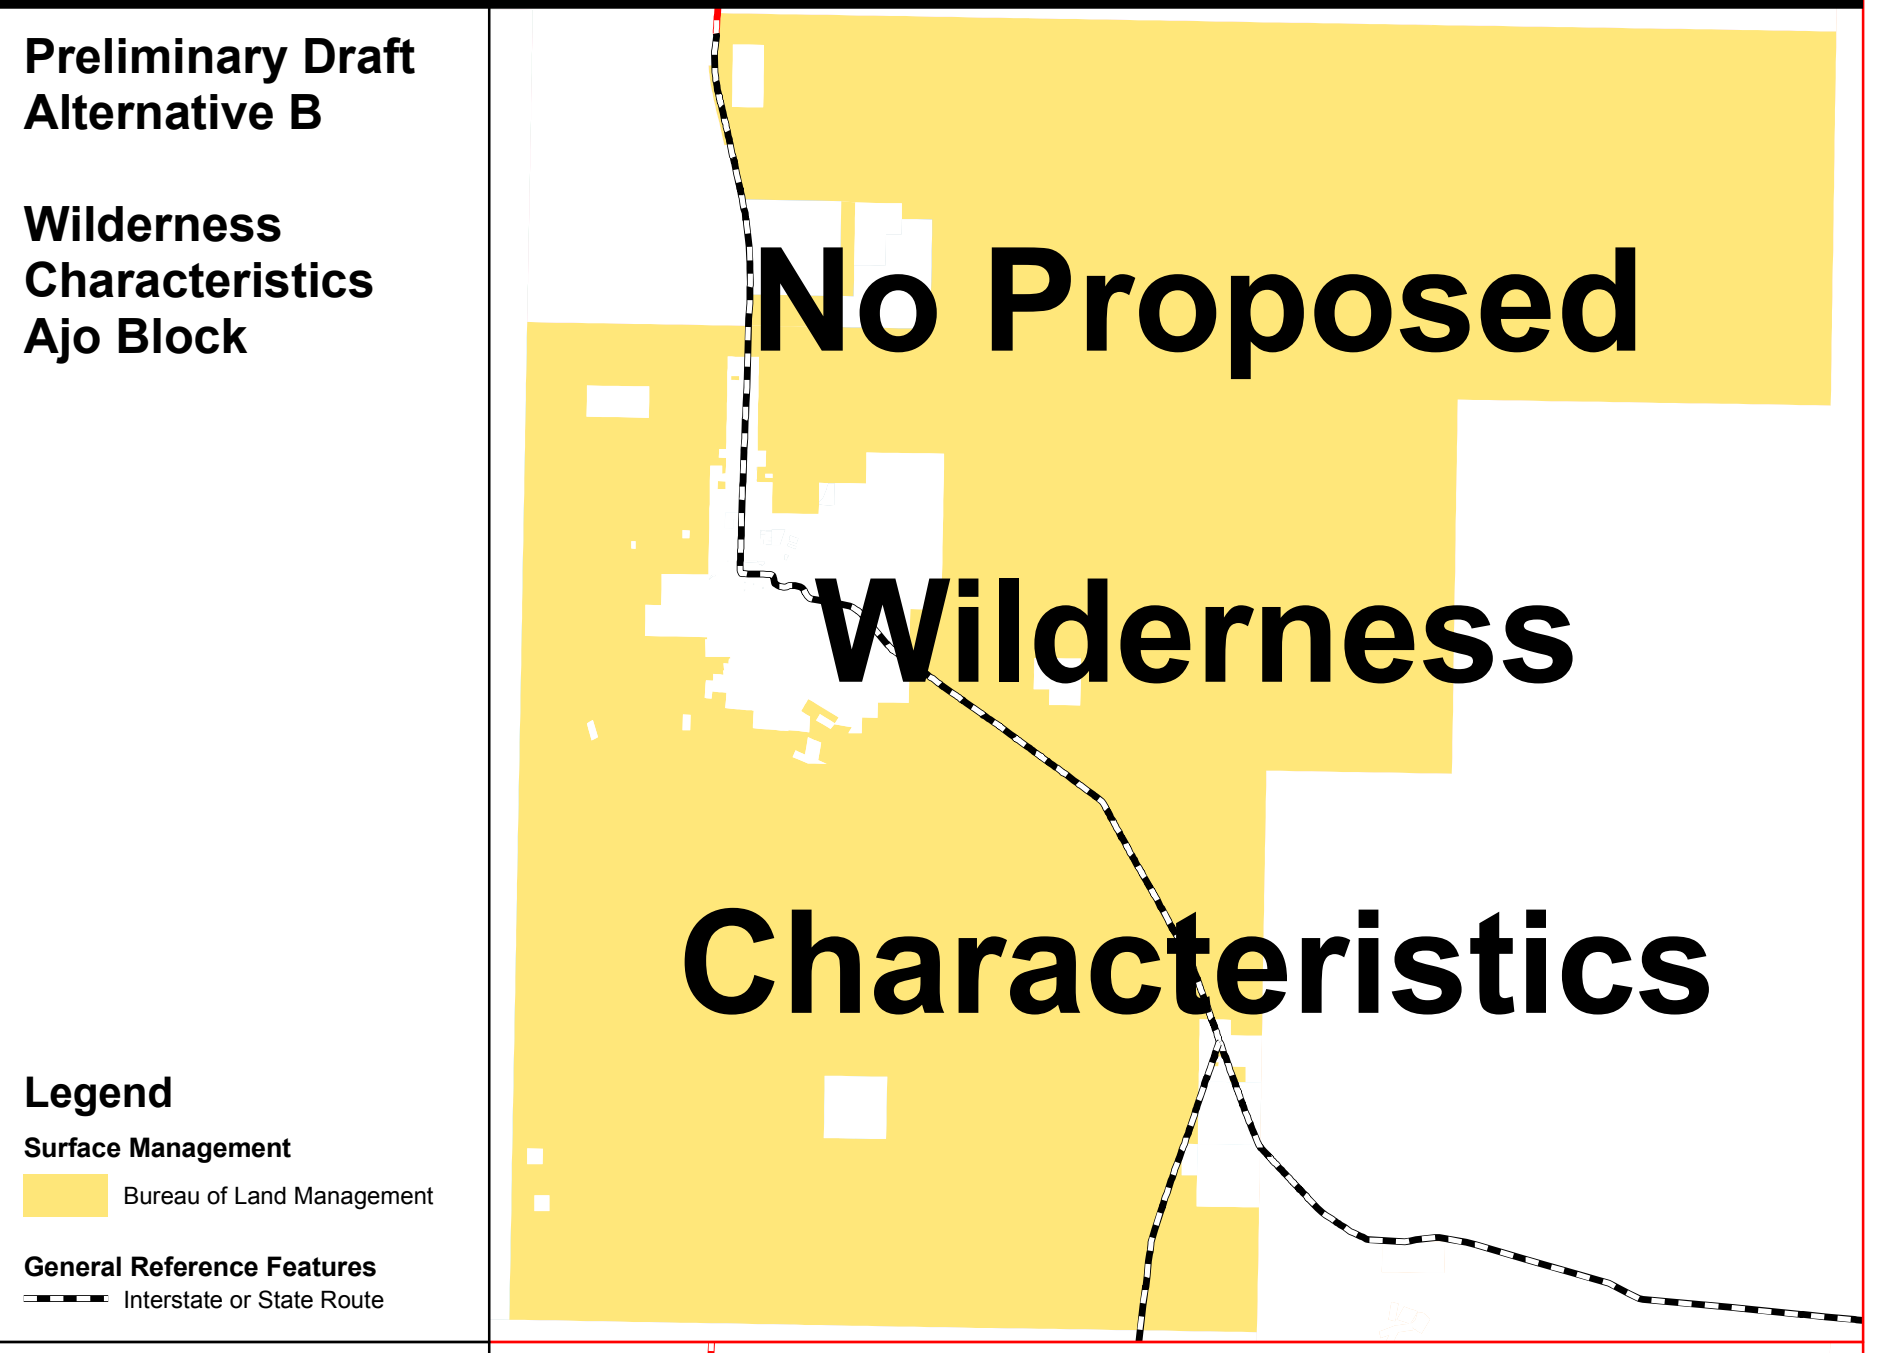 Preliminary Draft
Alternative B
Wilderness
Characteristics
Ajo Block
No Proposed
Wilderness
Characteristics
Legend
Surface Management
Bureau of Land Management
General Reference Features
Interstate or State Route